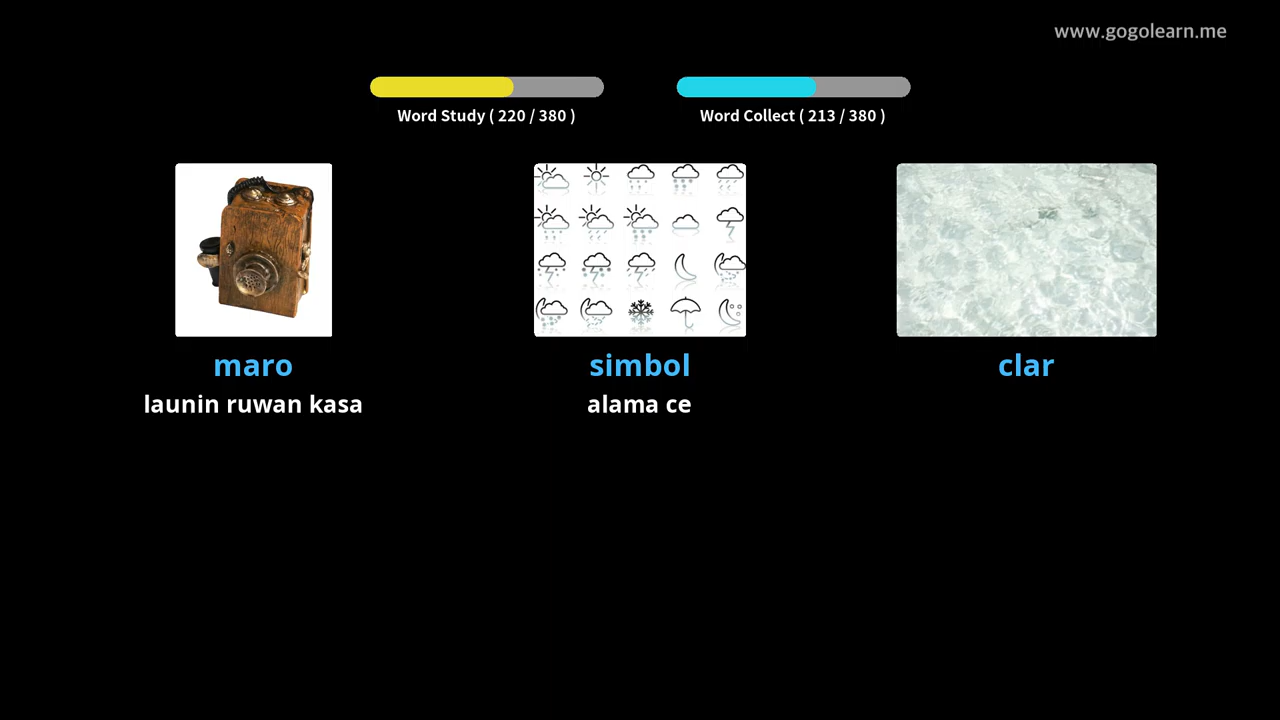 www.gogolearn.me
Word Study ( 220 / 380 )
Word Collect ( 213 / 380 )
maro
launin ruwan kasa
simbol
alama ce
clar